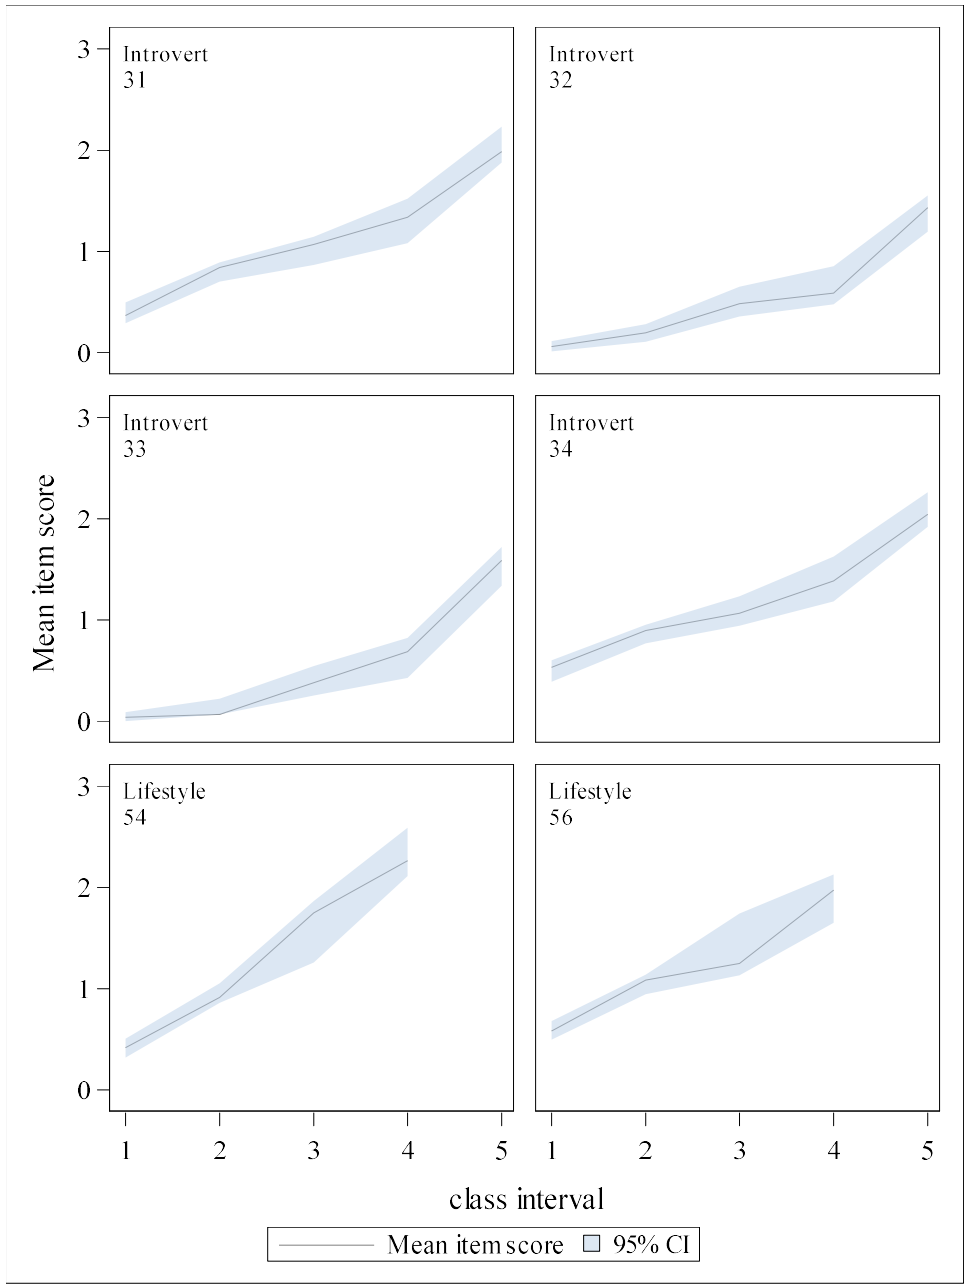 Introvert
31
3
2
1
0
Introvert
32
Introvert
33
3
2
1
0
Introvert
34
Mean item score
Lifestyle
54
3
2
1
0
Lifestyle
56
1 2 3 4 5
1 2 3 4 5
class interval
Mean item score 95% CI